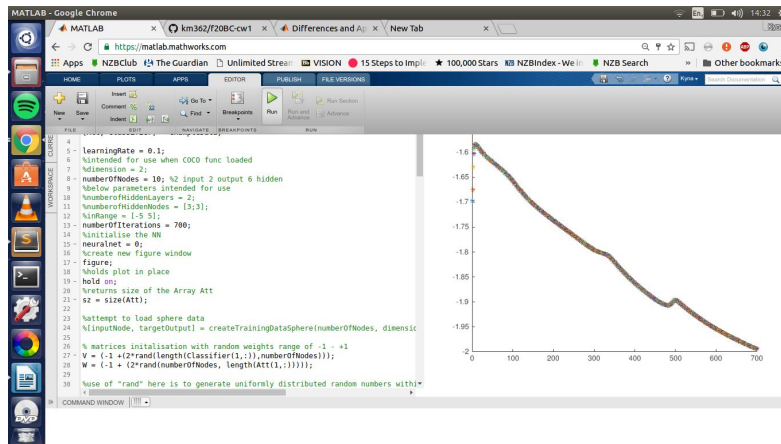 MATLAB - Google Chrome
En
14:32
MATLAB
km362/f20BC-cw1
Differences and Ap
New Tab
Kyna
https://matlab.mathworks.com
Apps
NZBClub
The Guardian
Unlimited Stream
VISION
15 Steps to Imple
100,000 Stars
NZBIndex - We in
NZB Search
»
Other bookmarks
HOME
PLOTS
APPS
EDITOR
PUBLISH
FILE VERSIONS
Kyna
Search Documentation
New
Save
Insert
Comment
Indent
Go To
Find
Breakpoints
Run
Run and Advance
Run Section
Advance
FILE
EDIT
NAVIGATE
BREAKPOINTS
RUN
CURRE
WORKSPACE
4
5 - learningRate = 0.1;
6 %intended for use when COCO func loaded
7 %dimension = 2;
8 - numberOfNodes = 10; %2 input 2 output 6 hidden
9 %below parameters intended for use
10 %numberofHiddenLayers = 2;
11 %numberofHiddenNodes = [3;3];
12 %inRange = [-5 5];
13 - numberOfIterations = 700;
14 %initialise the NN
15 - neuralnet = 0;
16 %create new figure window
17 - figure;
18 %holds plot in place
19 - hold on;
20 %returns size of the Array Att
21 - sz = size(Att);
22
23 %attempt to load sphere data
24 %[inputNode, targetOutput] = createTrainingDataSphere(numberOfNodes, dimensio
25
26 % matrices initalisation with random weights range of -1 - +1
27 - V = (-1 +(2*rand(length(Classifier(1,:)),numberOfNodes)));
28 - W = (-1 + (2*rand(numberOfNodes, length(Att(1,:)))));
29
30 %use of "rand" here is to generate uniformly distributed random numbers withi
COMMAND WINDOW
-1.6
-1.65
-1.7
-1.75
-1.8
-1.85
-1.9
-1.95
-2
0 100 200 300 400 500 600 700
DVD